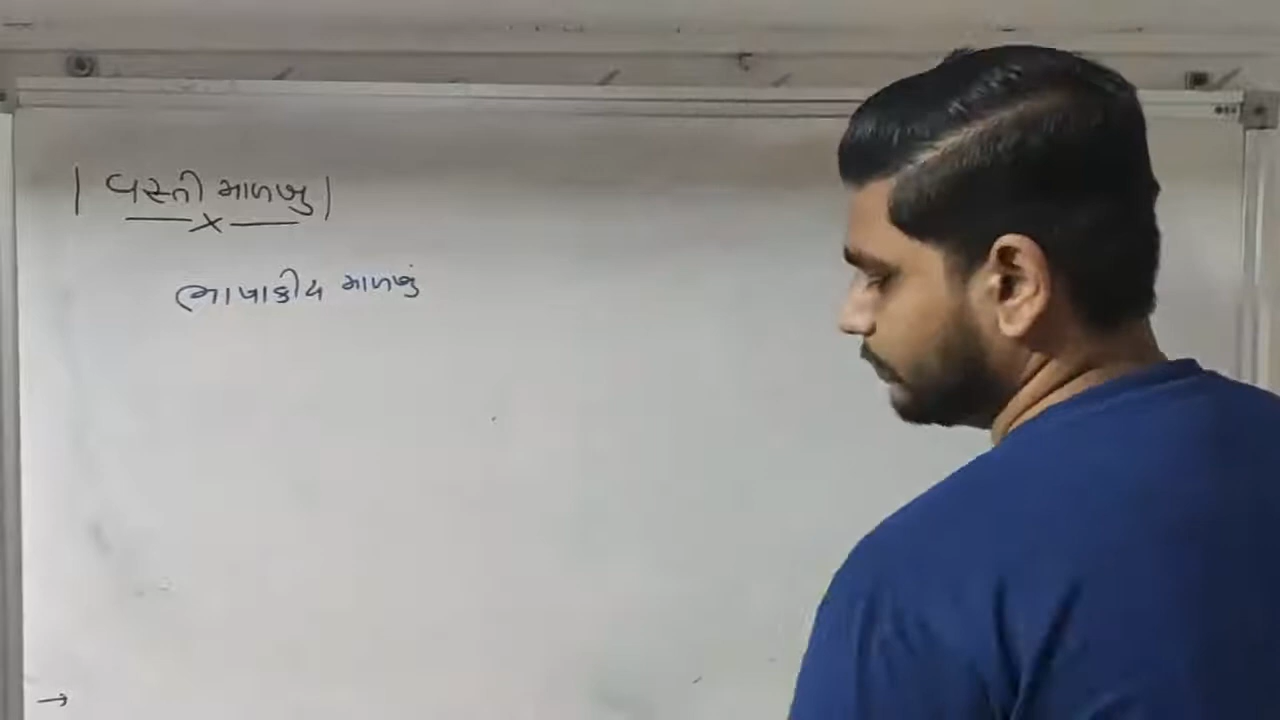 | વસ્તી માળખુ |
ભાષાકીય માળખું
→